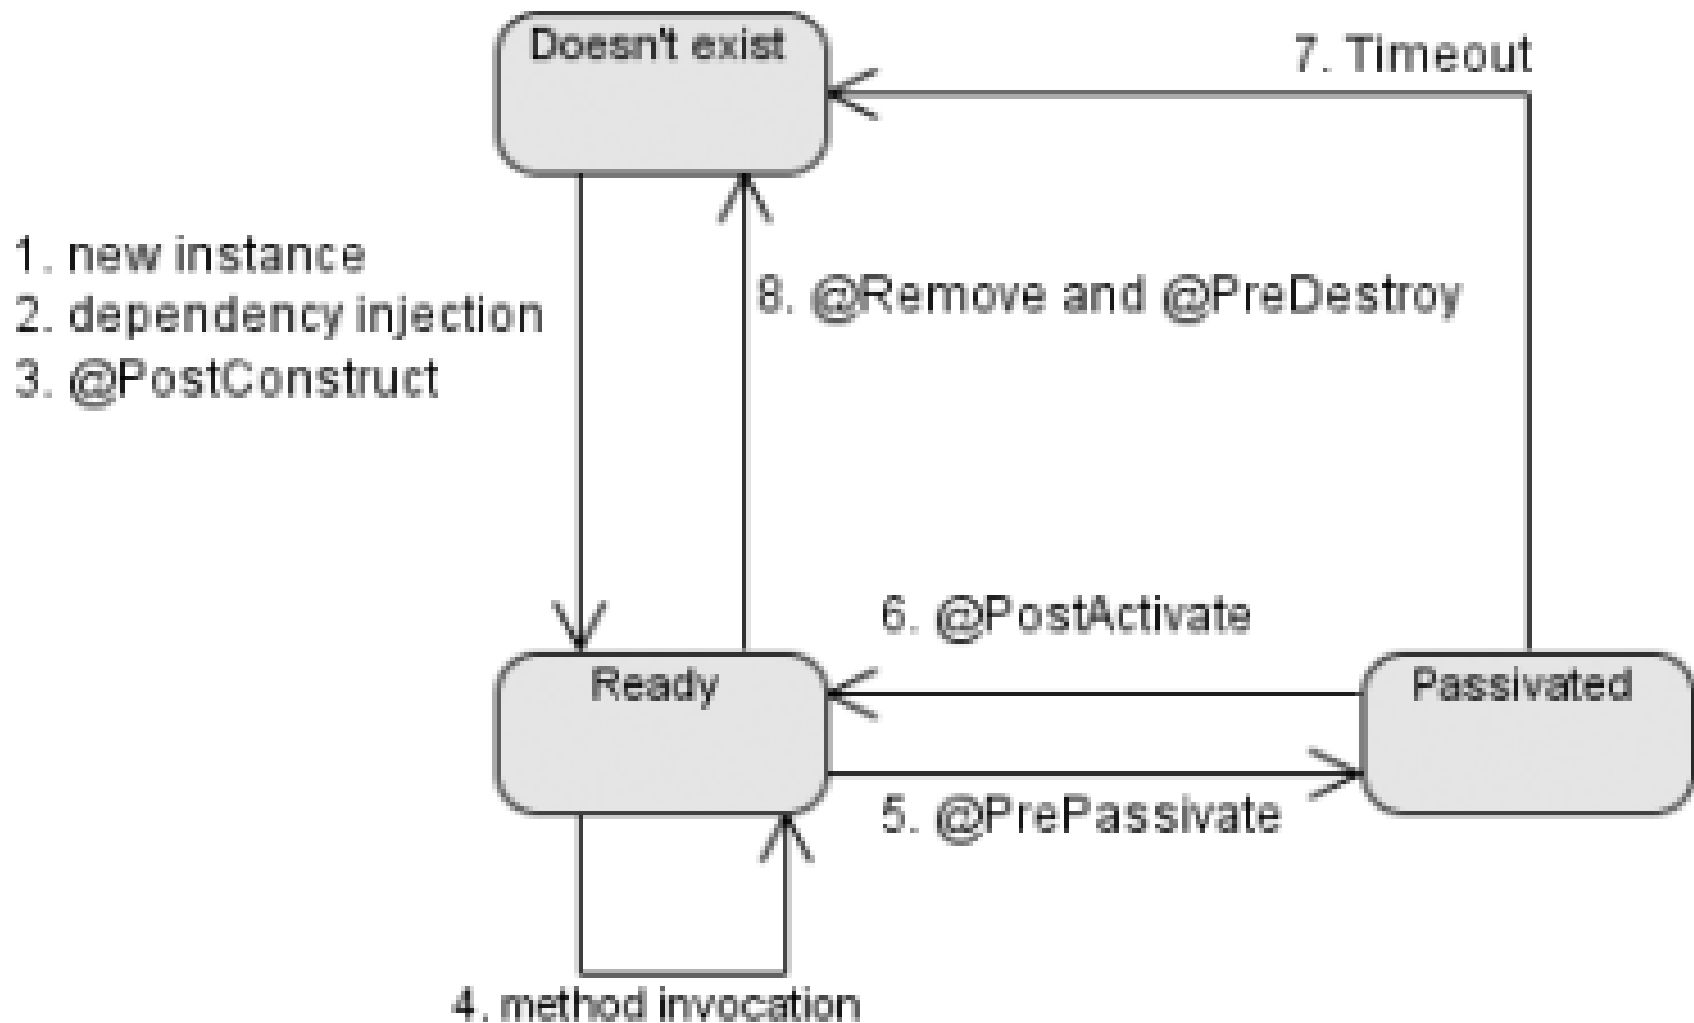 Doesn't exist
7. Timeout
1. new instance
2. dependency injection
3. @PostConstruct
8. @Remove and @PreDestroy
6. @PostActivate
Ready
Passivated
5. @PrePassivate
4. method invocation